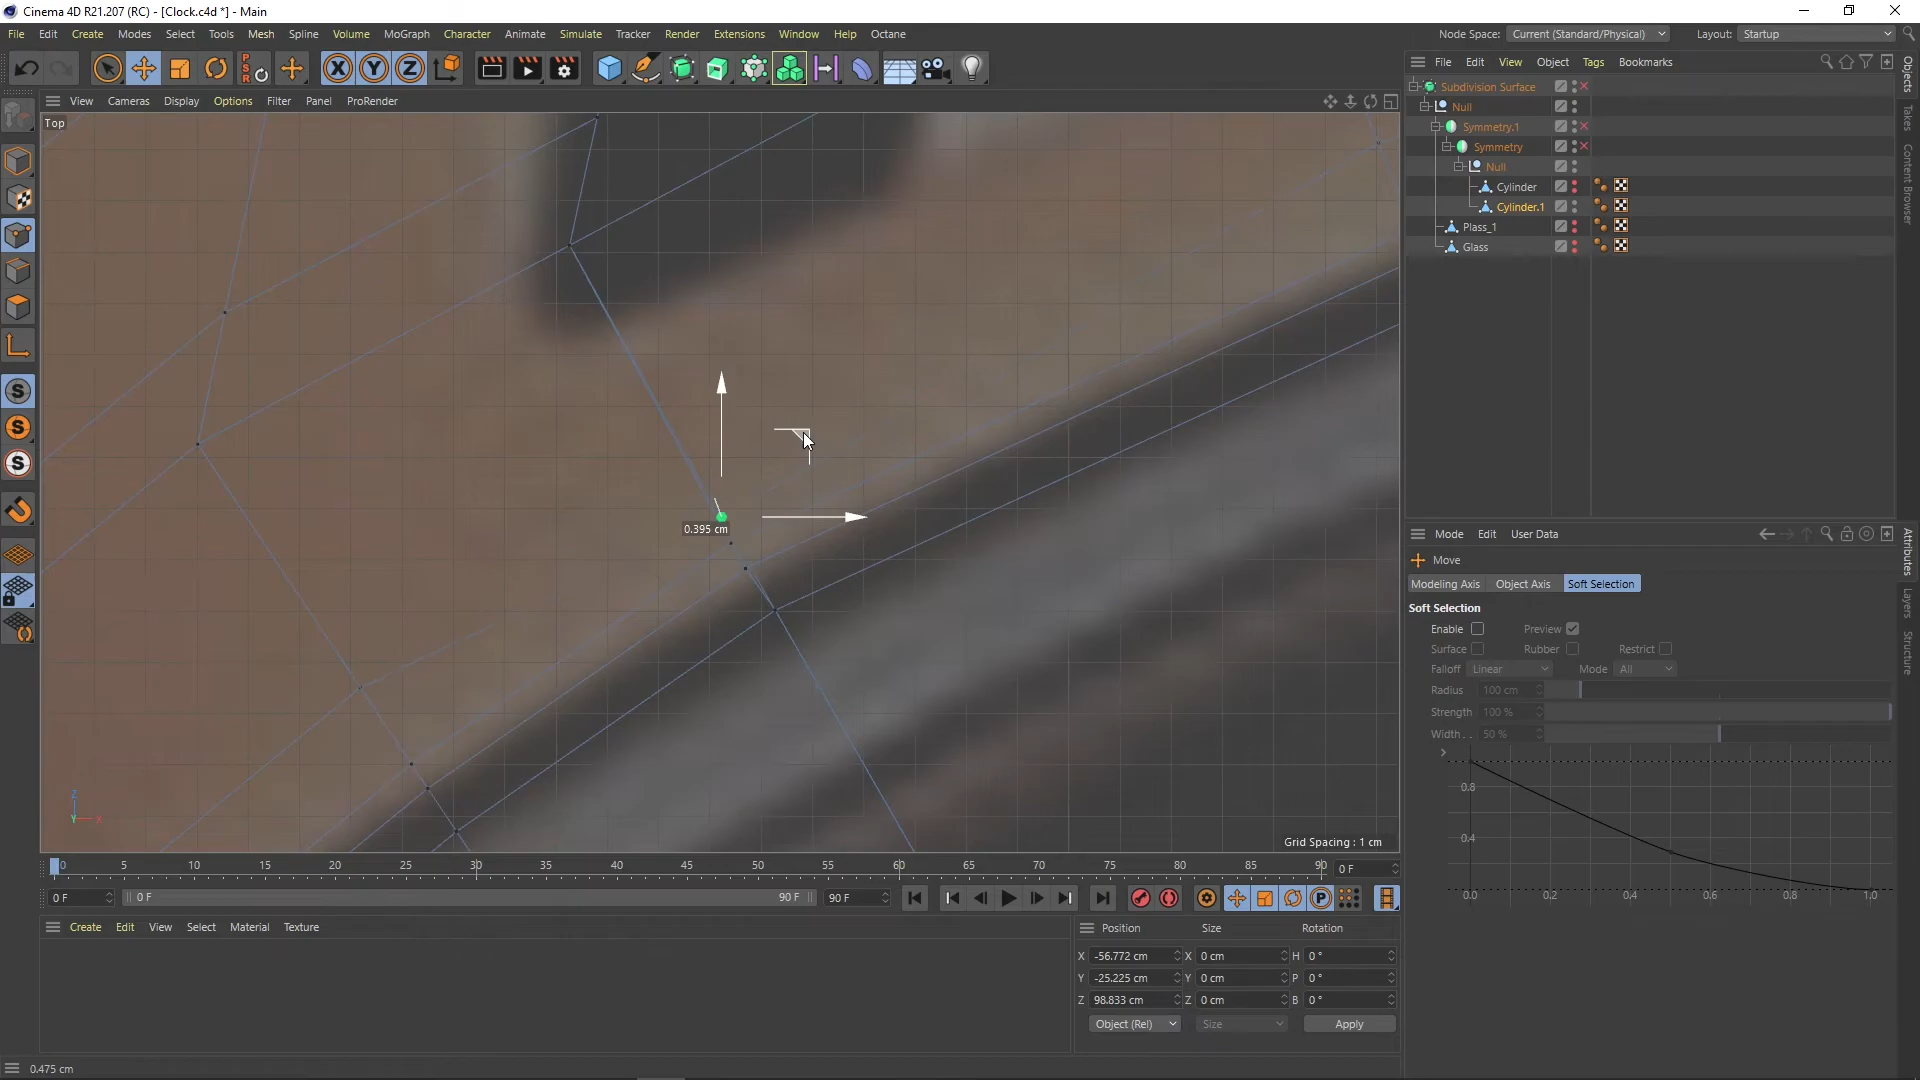 Cinema 4D R21.207 (RC) - [Clock.c4d *] - Main
File Edit Create Modes Select Tools Mesh Spline Volume MoGraph Character Animate Simulate Tracker Render Extensions Window Help Octane Node Space: Current (Standard/Physical) Layout: Startup
PSR X Y Z
File Edit View Object Tags Bookmarks
View Cameras Display Options Filter Panel ProRender
Top
Subdivision Surface
Null
Symmetry.1
Symmetry
Null
Cylinder
Cylinder.1
Plass_1
Glass
Objects
Takes
Content Browser
S
S
S
0.395 cm
Z
Y X
Grid Spacing : 1 cm
Mode Edit User Data
Move
Modeling Axis Object Axis Soft Selection
Soft Selection
Enable Preview
Surface Rubber Restrict
Falloff Linear Mode All
Radius 100 cm
Strength 100 %
Width . . 50 %
0.8
0.4
0.0 0.2 0.4 0.6 0.8 1.0
Attributes
Layers
Structure
0 5 10 15 20 25 30 35 40 45 50 55 60 65 70 75 80 85 90 0 F
0 F 0 F 90 F 90 F P
Create Edit View Select Material Texture
Position Size Rotation
X -56.772 cm X 0 cm H 0 °
Y -25.225 cm Y 0 cm P 0 °
Z 98.833 cm Z 0 cm B 0 °
Object (Rel) Size Apply
0.475 cm